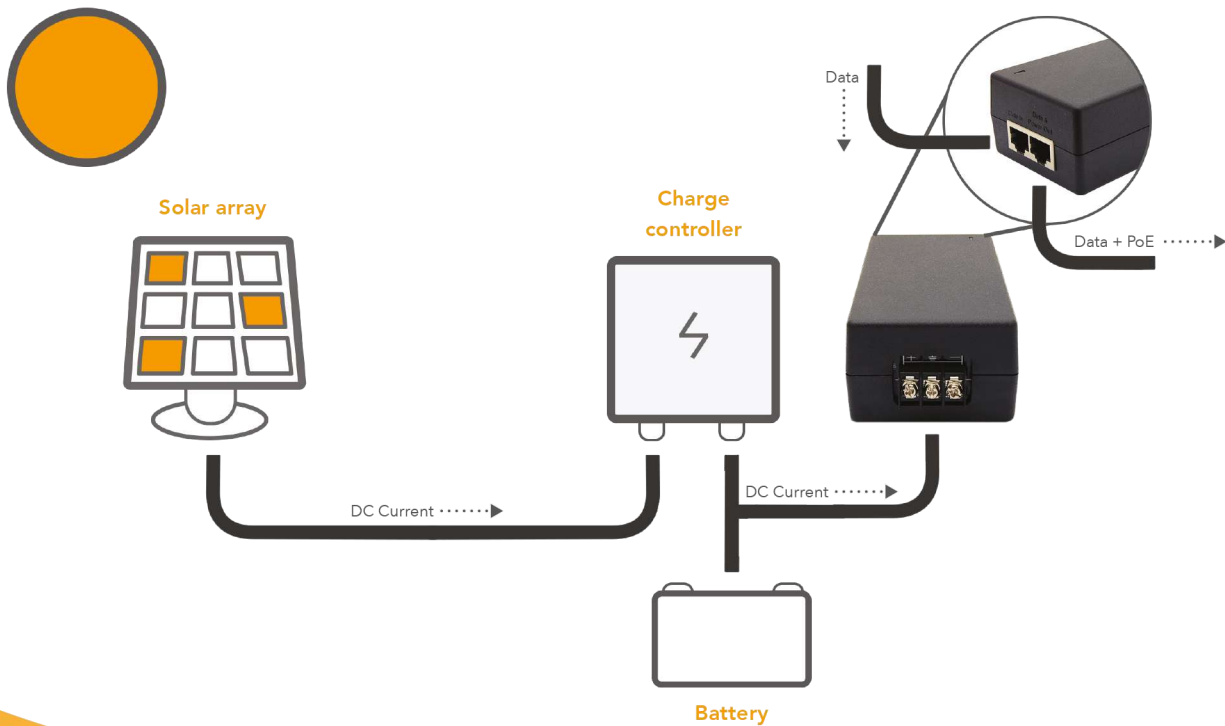 Data
Solar array
Charge
controller
Data + PoE
DC Current
DC Current
Battery